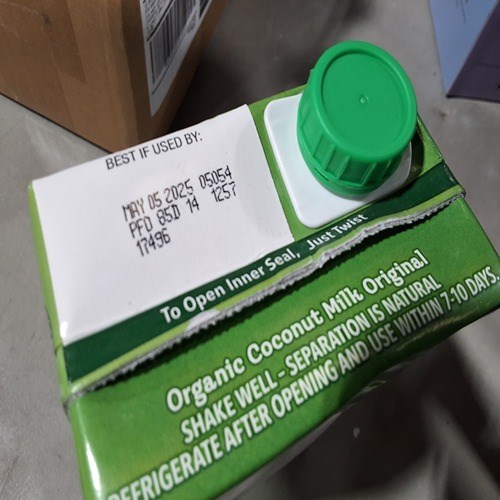 BEST IF USED BY:
MAY 05 2025 05054
PFD 85D 14 1257
17496
To Open Inner Seal, Just Twist
Organic Coconut Milk Original
SHAKE WELL - SEPARATION IS NATURAL
REFRIGERATE AFTER OPENING AND USE WITHIN 7-10 DAYS.